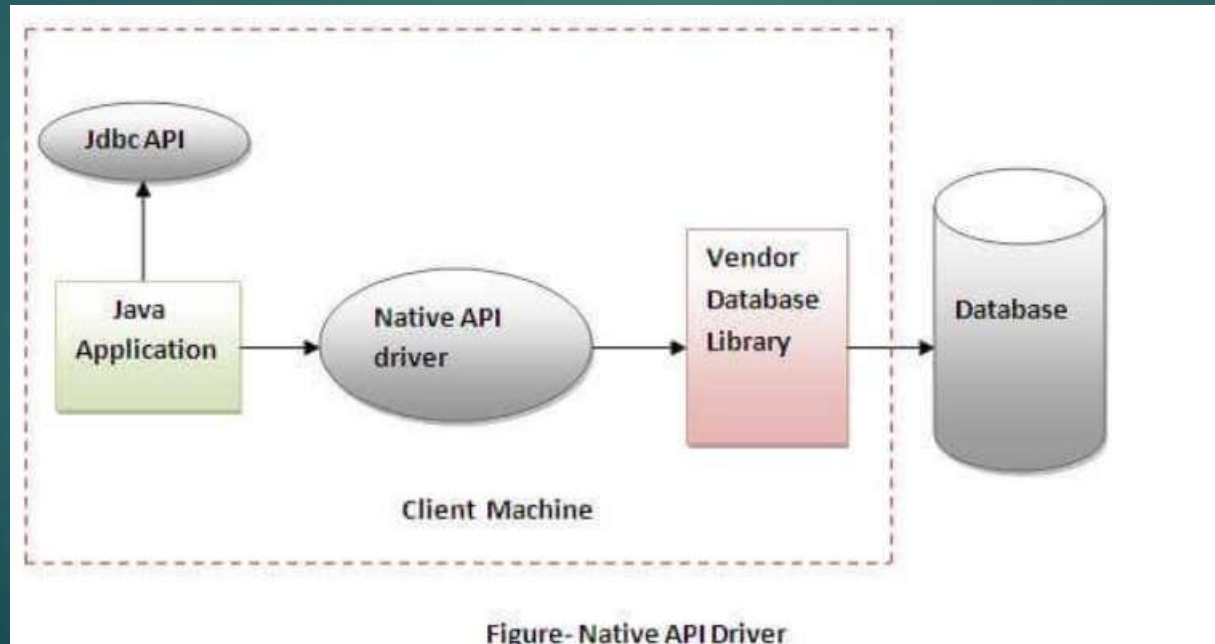 Jdbc API
Java
Application
Native API
driver
Vendor
Database
Library
Database
Client Machine
Figure- Native API Driver